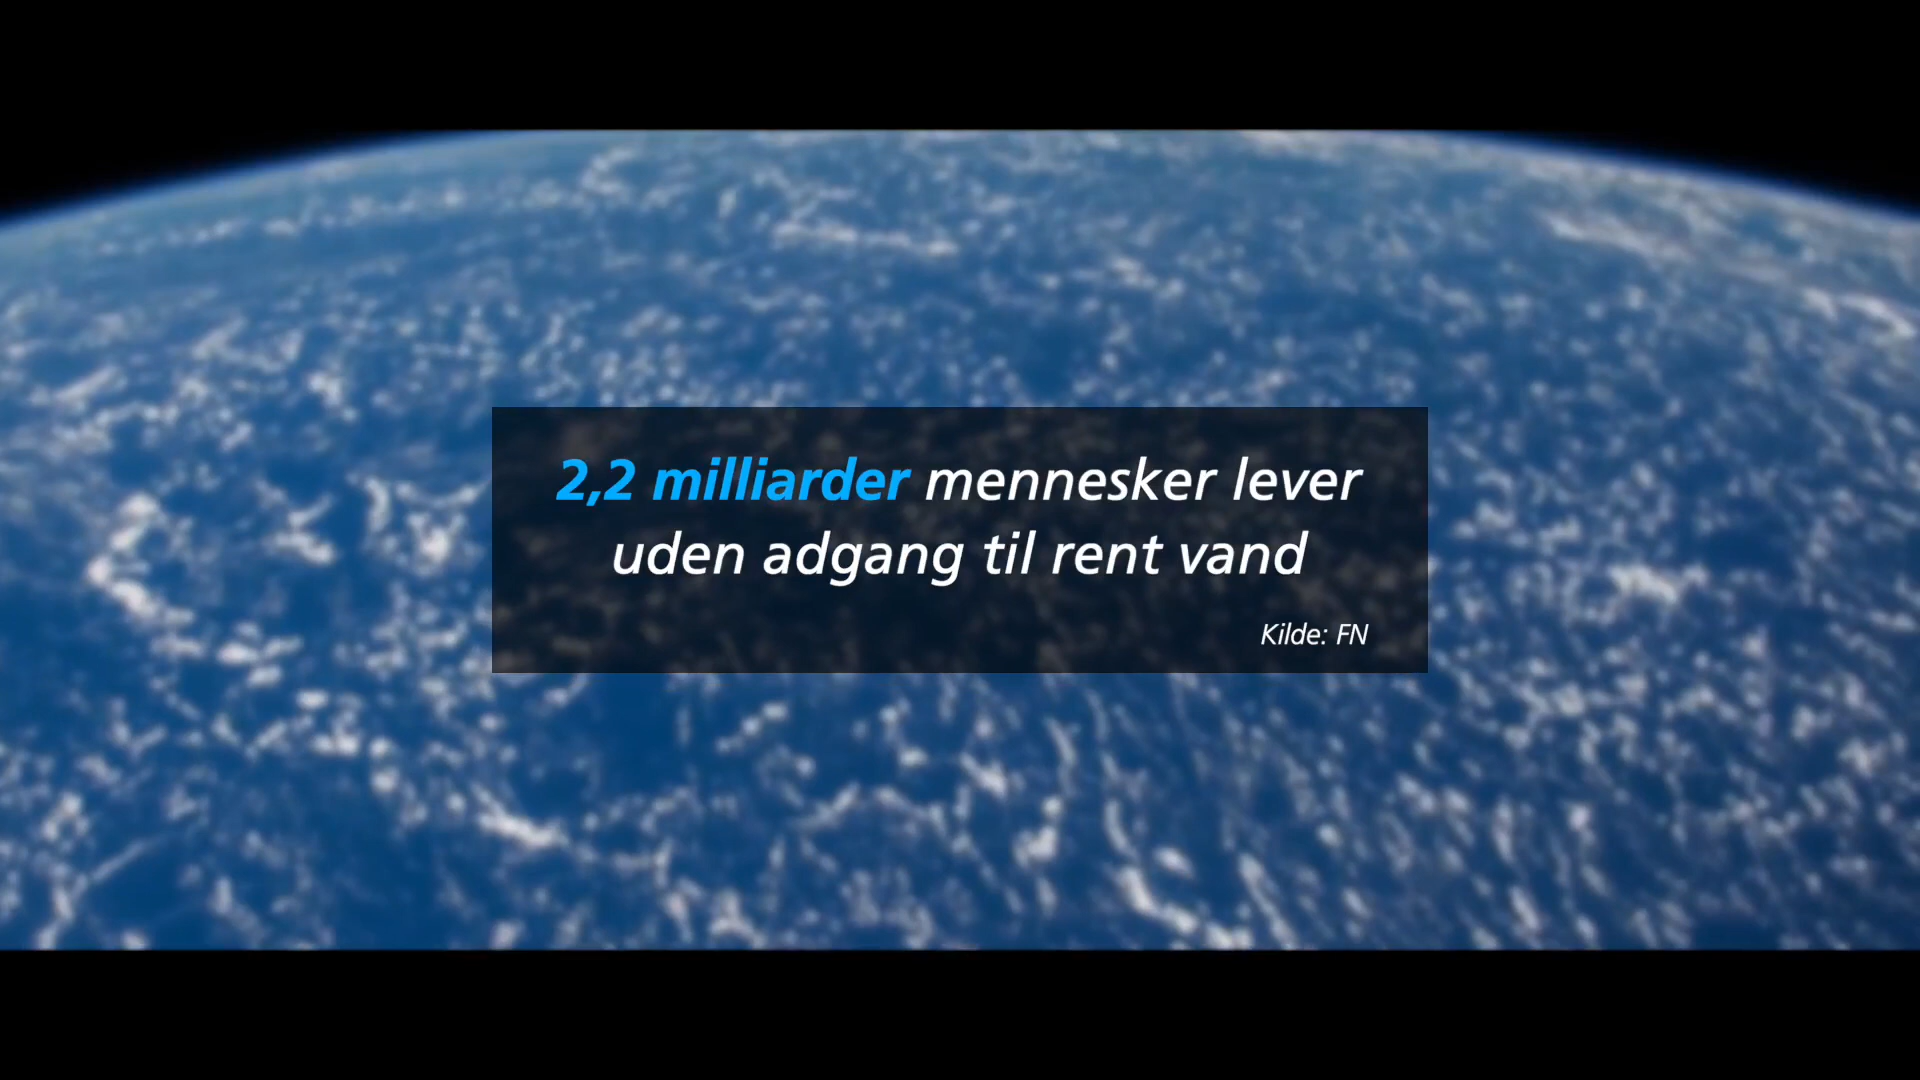 2,2 milliarder mennesker lever
uden adgang til rent vand
Kilde: FN